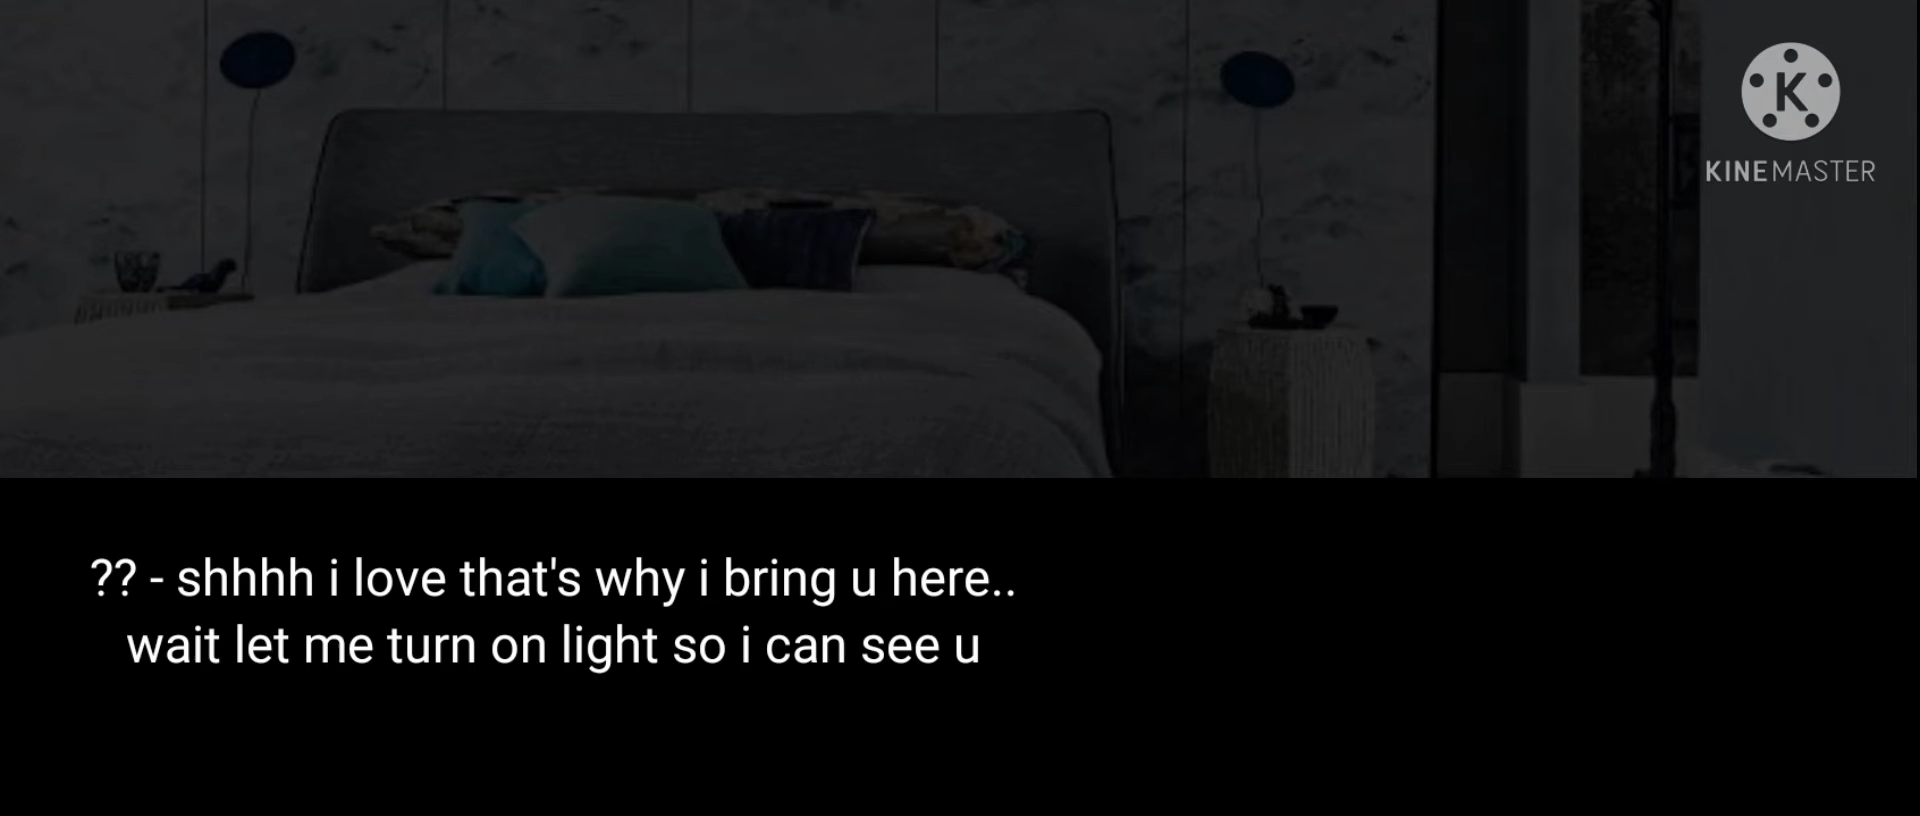 KINEMASTER
?? - shhhh i love that's why i bring u here..
wait let me turn on light so i can see u